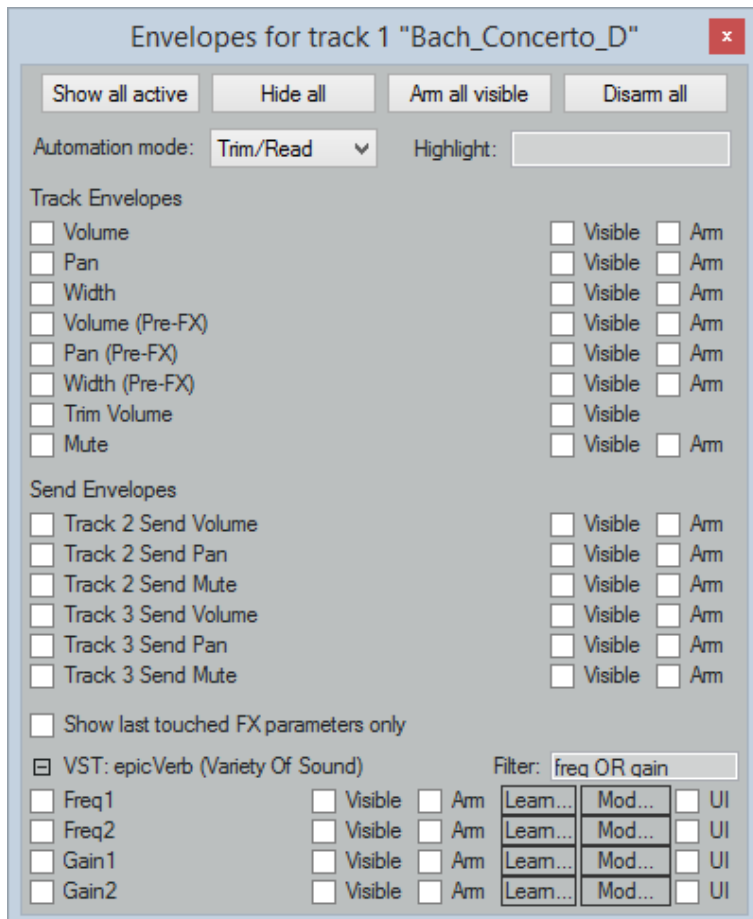 Envelopes for track 1 "Bach_Concerto_D" x
Show all active Hide all Arm all visible Disarm all
Automation mode: Trim/Read Highlight:
Track Envelopes
Volume Visible Arm
Pan Visible Arm
Width Visible Arm
Volume (Pre-FX) Visible Arm
Pan (Pre-FX) Visible Arm
Width (Pre-FX) Visible Arm
Trim Volume Visible
Mute Visible Arm
Send Envelopes
Track 2 Send Volume Visible Arm
Track 2 Send Pan Visible Arm
Track 2 Send Mute Visible Arm
Track 3 Send Volume Visible Arm
Track 3 Send Pan Visible Arm
Track 3 Send Mute Visible Arm
Show last touched FX parameters only
VST: epicVerb (Variety Of Sound) Filter: freq OR gain
Freq1 Visible Arm Learn... Mod... UI
Freq2 Visible Arm Learn... Mod... UI
Gain1 Visible Arm Learn... Mod... UI
Gain2 Visible Arm Learn... Mod... UI